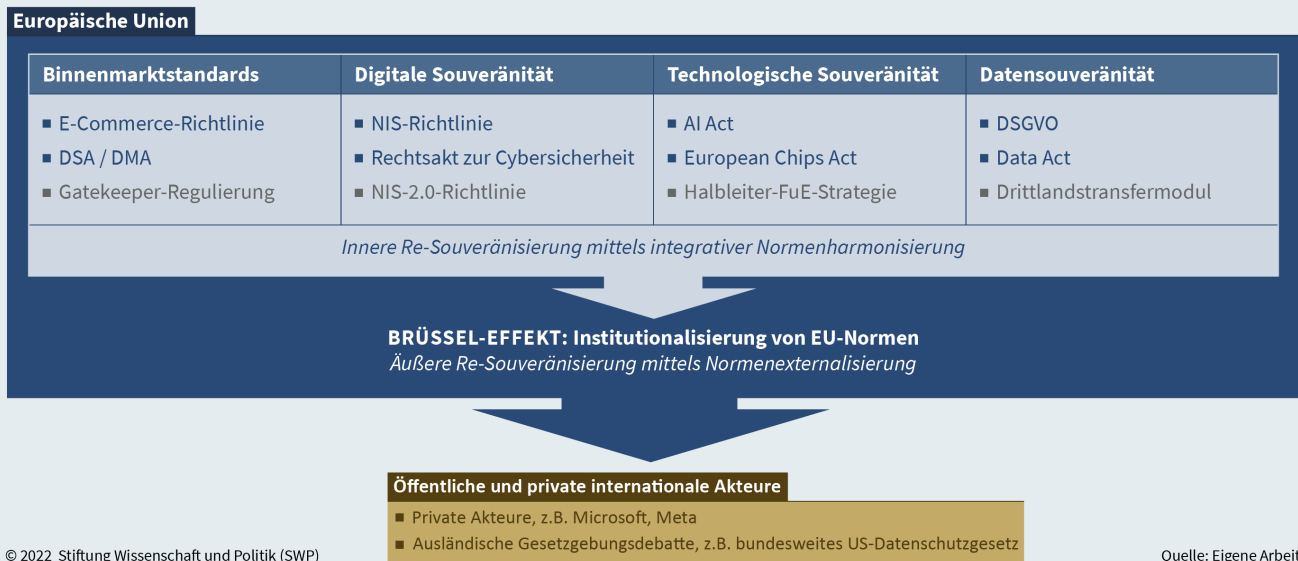 Europäische Union
Binnenmarktstandards
■ E-Commerce-Richtlinie
■ DSA / DMA
■ Gatekeeper-Regulierung
Digitale Souveränität
■ NIS-Richtlinie
■ Rechtsakt zur Cybersicherheit
■ NIS-2.0-Richtlinie
Technologische Souveränität
■ AI Act
■ European Chips Act
■ Halbleiter-FuE-Strategie
Datensouveränität
■ DSGVO
■ Data Act
■ Drittlandstransfermodul
Innere Re-Souveränisierung mittels integrativer Normenharmonisierung
BRÜSSEL-EFFEKT: Institutionalisierung von EU-Normen
Äußere Re-Souveränisierung mittels Normenexternalisierung
Öffentliche und private internationale Akteure
■ Private Akteure, z.B. Microsoft, Meta
■ Ausländische Gesetzgebungsdebatte, z.B. bundesweites US-Datenschutzgesetz
© 2022 Stiftung Wissenschaft und Politik (SWP)
Quelle: Eigene Arbeit